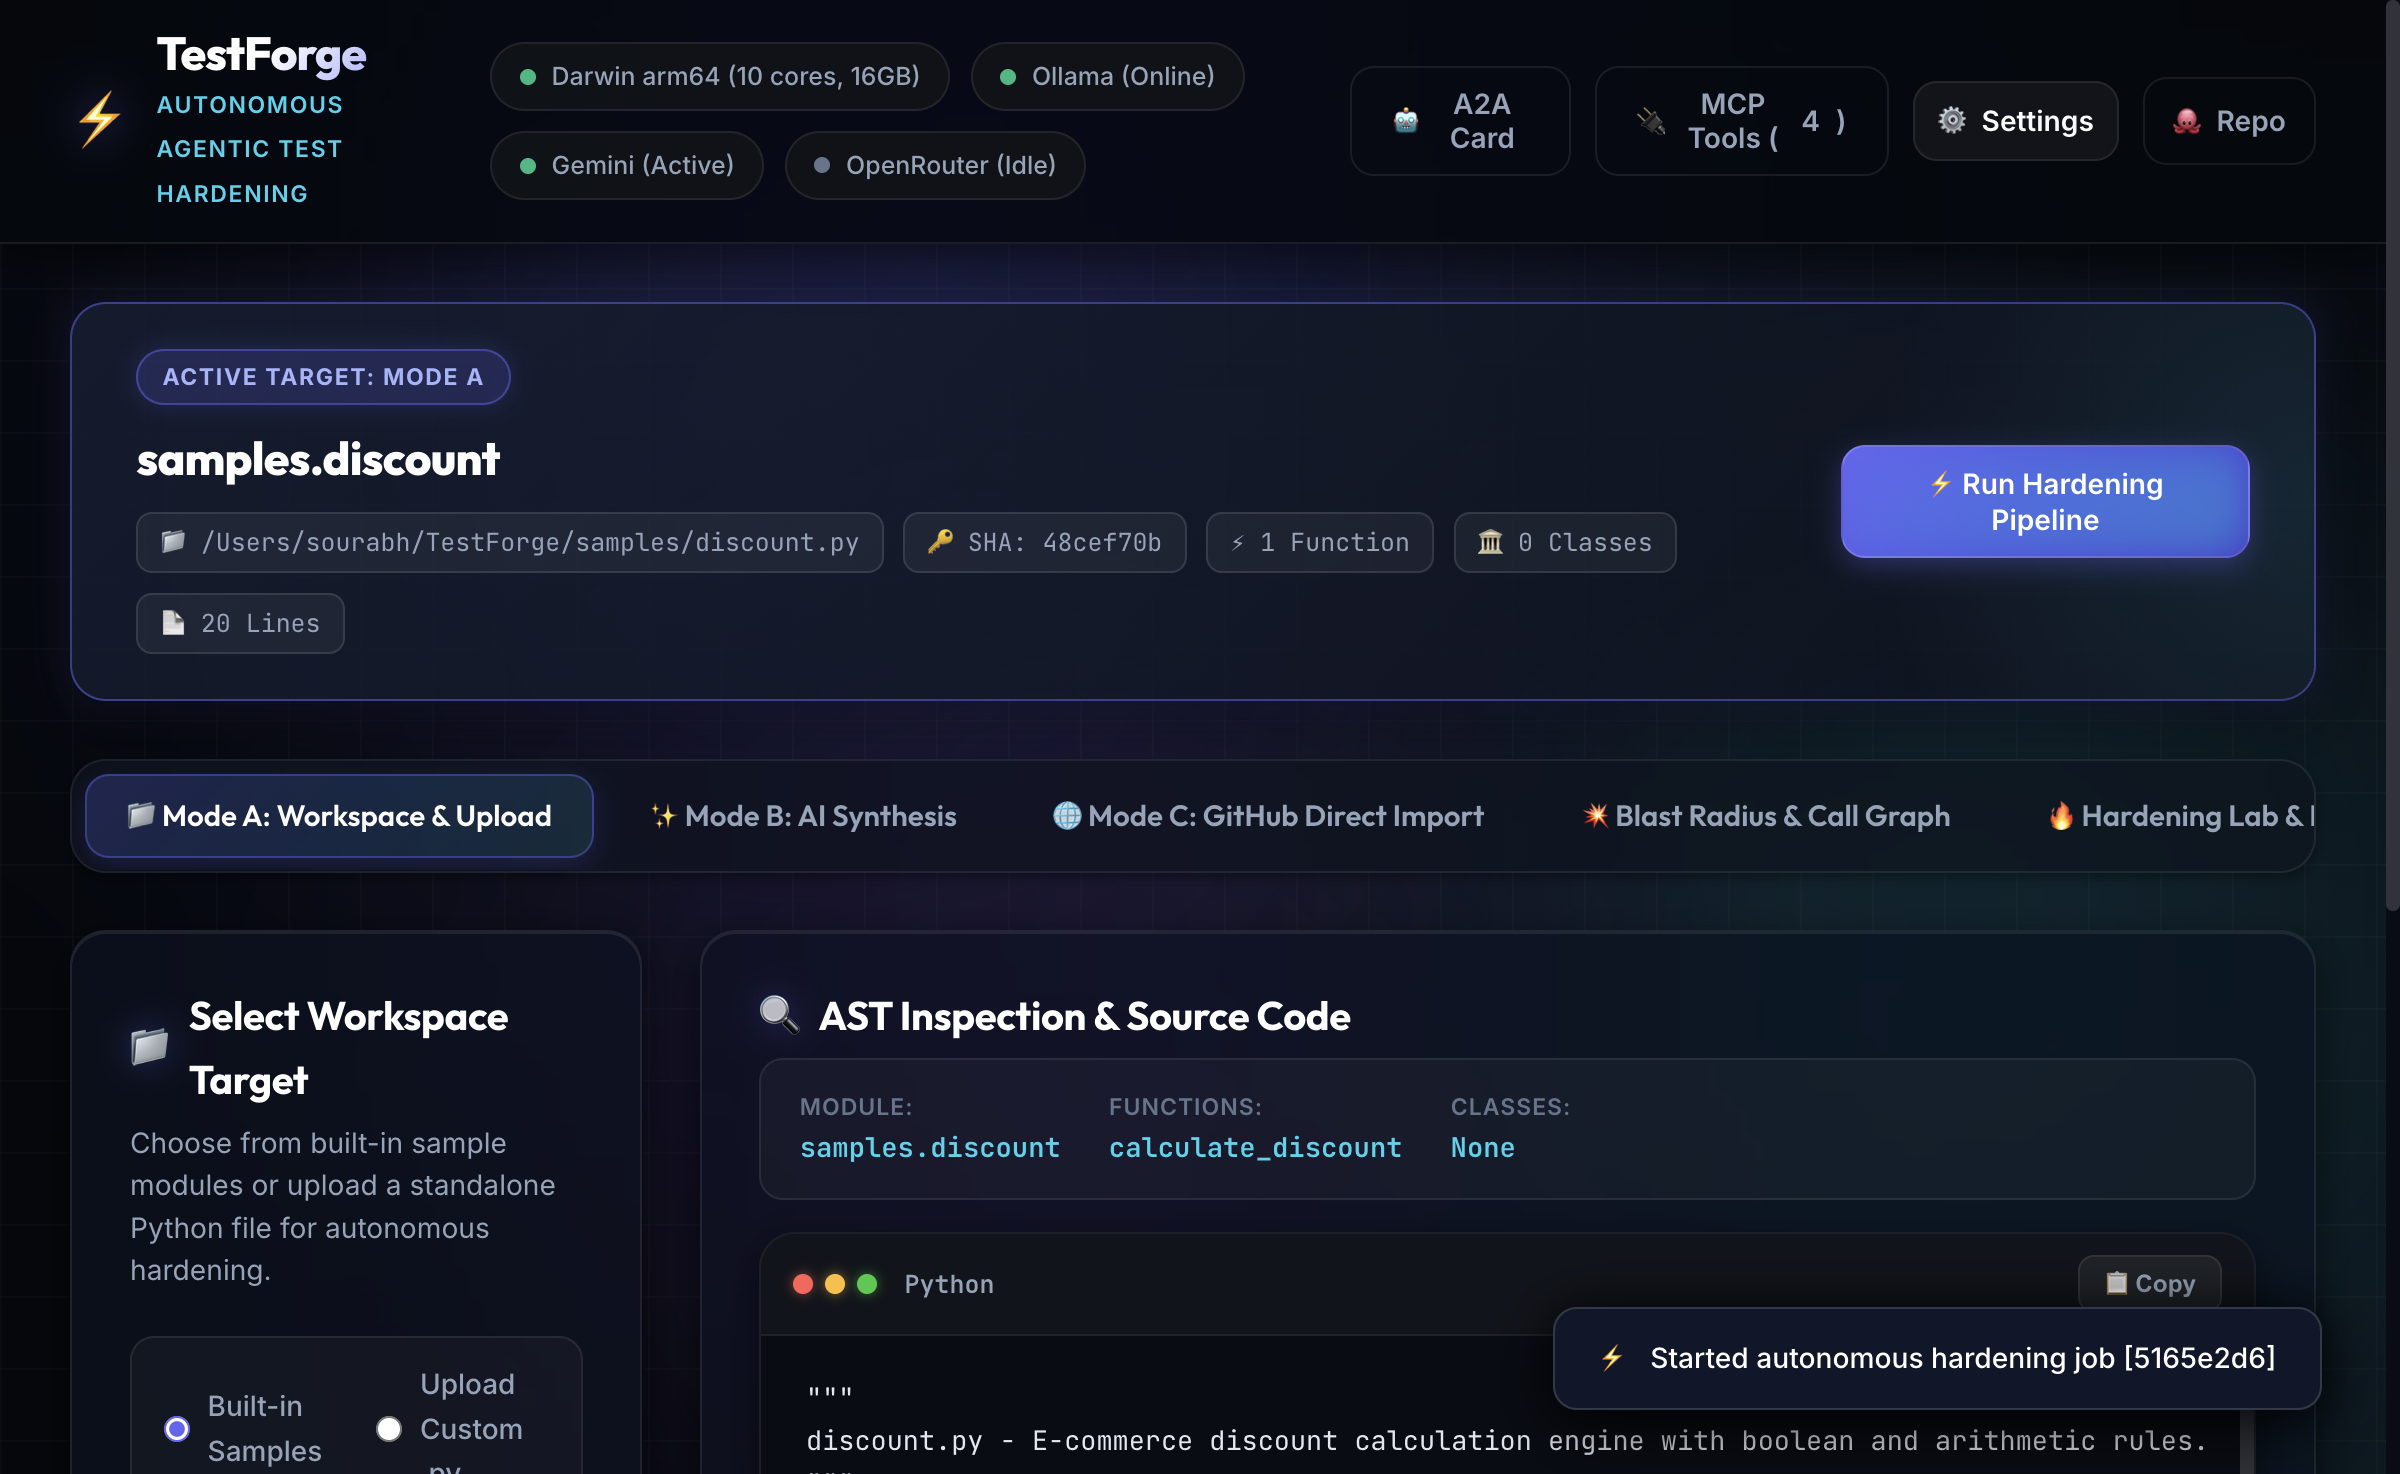 TestForge
AUTONOMOUS
AGENTIC TEST
HARDENING
Darwin arm64 (10 cores, 16GB)
Ollama (Online)
Gemini (Active)
OpenRouter (Idle)
A2A
Card
MCP
Tools ( 4 )
Settings
Repo
ACTIVE TARGET: MODE A
samples.discount
/Users/sourabh/TestForge/samples/discount.py
SHA: 48cef70b
1 Function
0 Classes
20 Lines
Run Hardening
Pipeline
Mode A: Workspace & Upload
Mode B: AI Synthesis
Mode C: GitHub Direct Import
Blast Radius & Call Graph
Hardening Lab &
Select Workspace
Target
Choose from built-in sample
modules or upload a standalone
Python file for autonomous
hardening.
Built-in
Samples
Upload
Custom
.py
AST Inspection & Source Code
MODULE:
samples.discount
FUNCTIONS:
calculate_discount
CLASSES:
None
Python
Copy
Started autonomous hardening job [5165e2d6]
"""
discount.py - E-commerce discount calculation engine with boolean and arithmetic rules.
"""